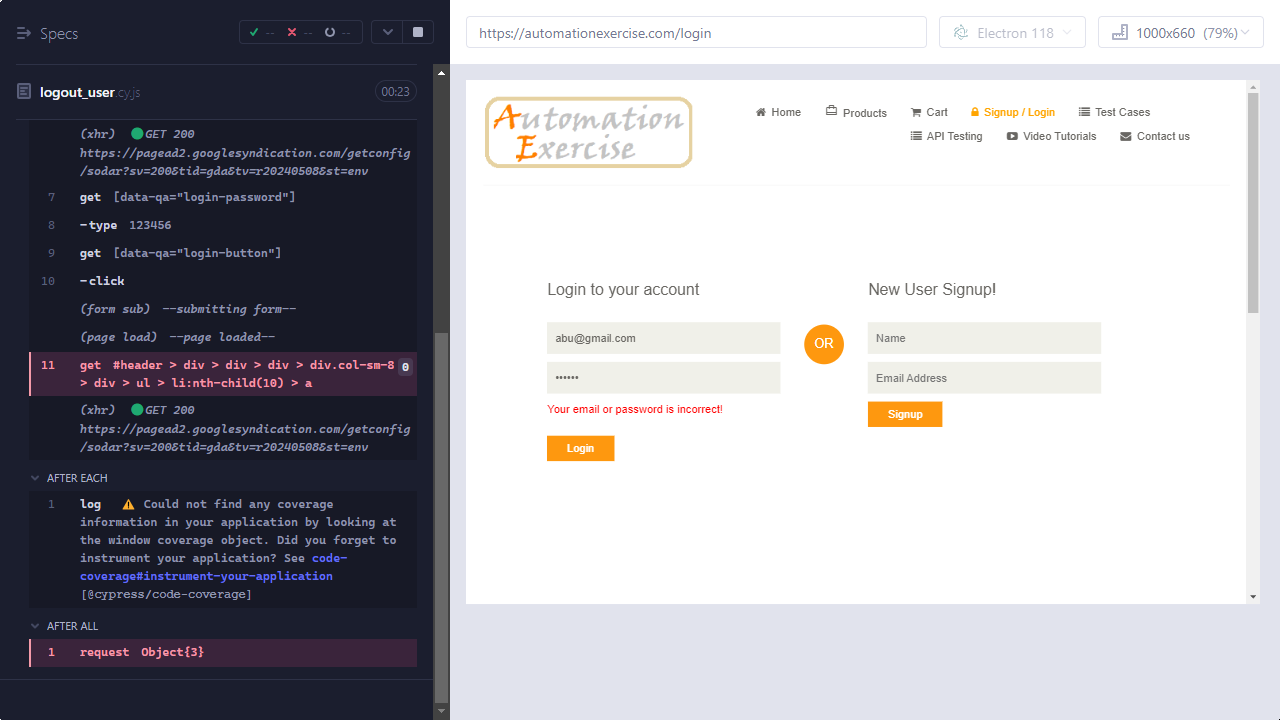 Specs
-- -- --
logout_user.cy.js 00:23
(xhr) GET 200
https://pagead2.googlesyndication.com/getconfig
/sodar?sv=200&tid=gda&tv=r20240508&st=env
7 get [data-qa="login-password"]
8 -type 123456
9 get [data-qa="login-button"]
10 -click
(form sub) --submitting form--
(page load) --page loaded--
11 get #header > div > div > div > div.col-sm-8 0
> div > ul > li:nth-child(10) > a
(xhr) GET 200
https://pagead2.googlesyndication.com/getconfig
/sodar?sv=200&tid=gda&tv=r20240508&st=env
AFTER EACH
1 log ⚠ Could not find any coverage
information in your application by looking at
the window coverage object. Did you forget to
instrument your application? See code-
coverage#instrument-your-application
[@cypress/code-coverage]
AFTER ALL
1 request Object{3}
https://automationexercise.com/login
Electron 118
1000x660 (79%)
Automation
Exercise
Home Products Cart Signup / Login Test Cases
API Testing Video Tutorials Contact us
Login to your account
abu@gmail.com
••••••
Your email or password is incorrect!
Login
OR
New User Signup!
Name
Email Address
Signup